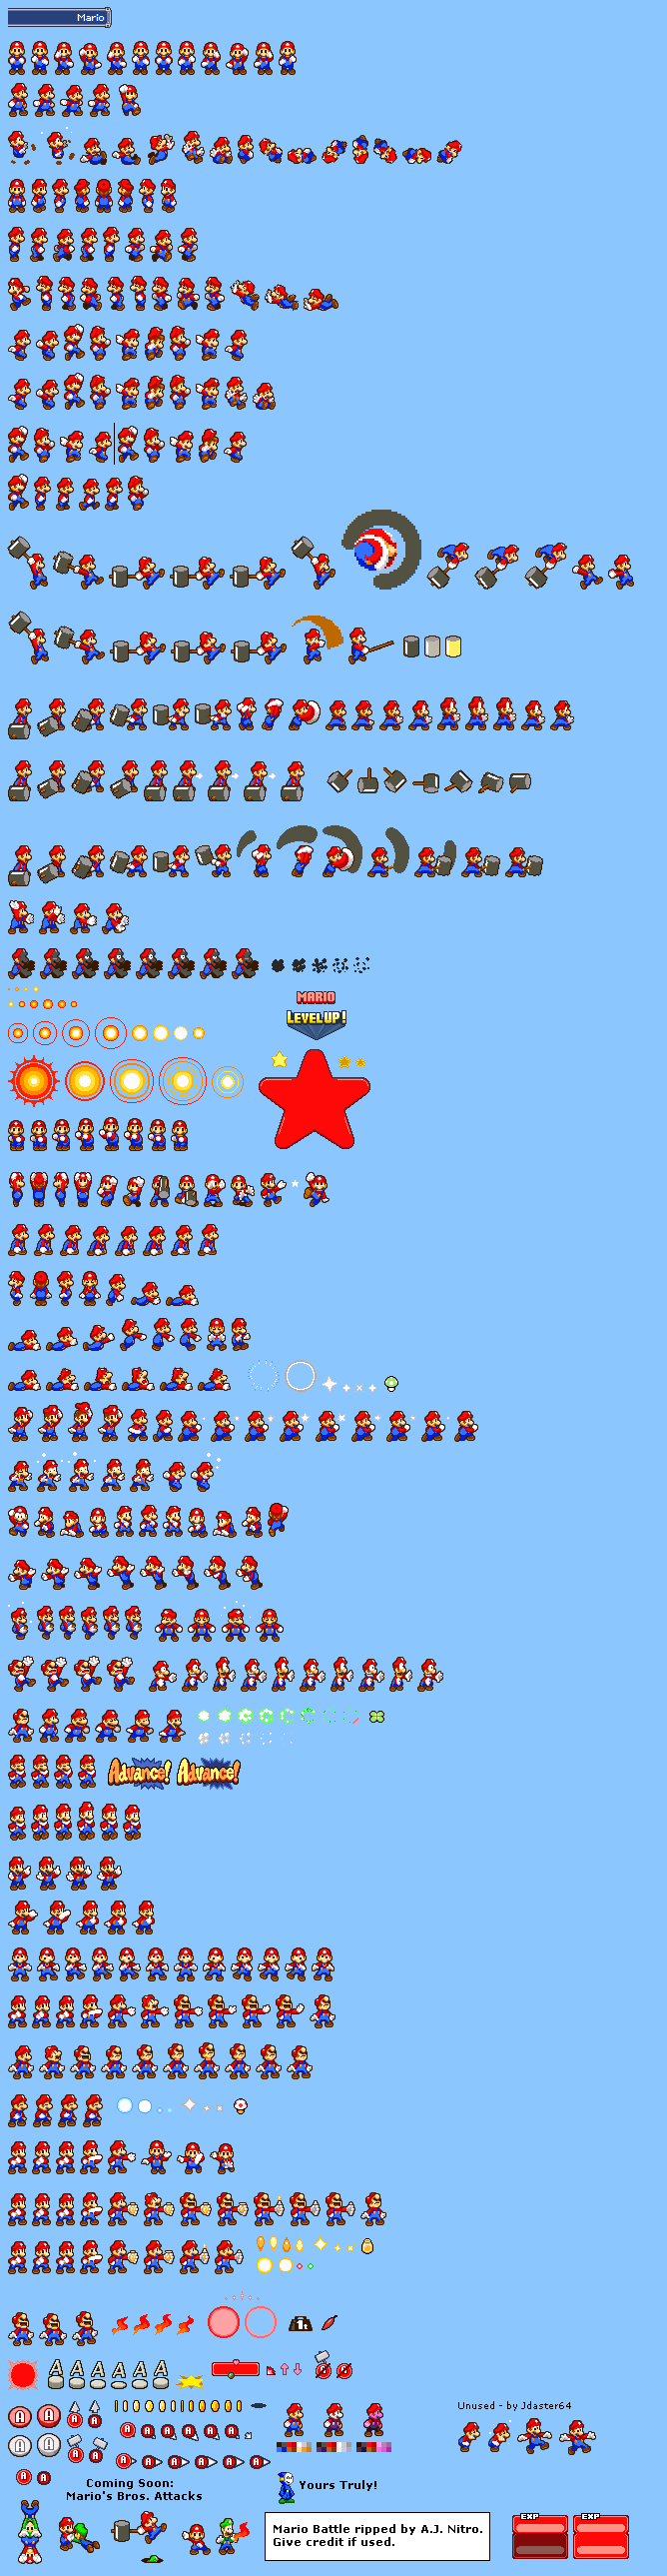 Mario
MARIO
LEVEL UP!
Advance! Advance!
1t
A A A A A A
Unused - by Jdaster64
A A A A
A A A A A
A A A A
A A A A A A
A A
Coming Soon:
Mario's Bros. Attacks
Yours Truly!
EXP EXP
Mario Battle ripped by A.J. Nitro.
Give credit if used.